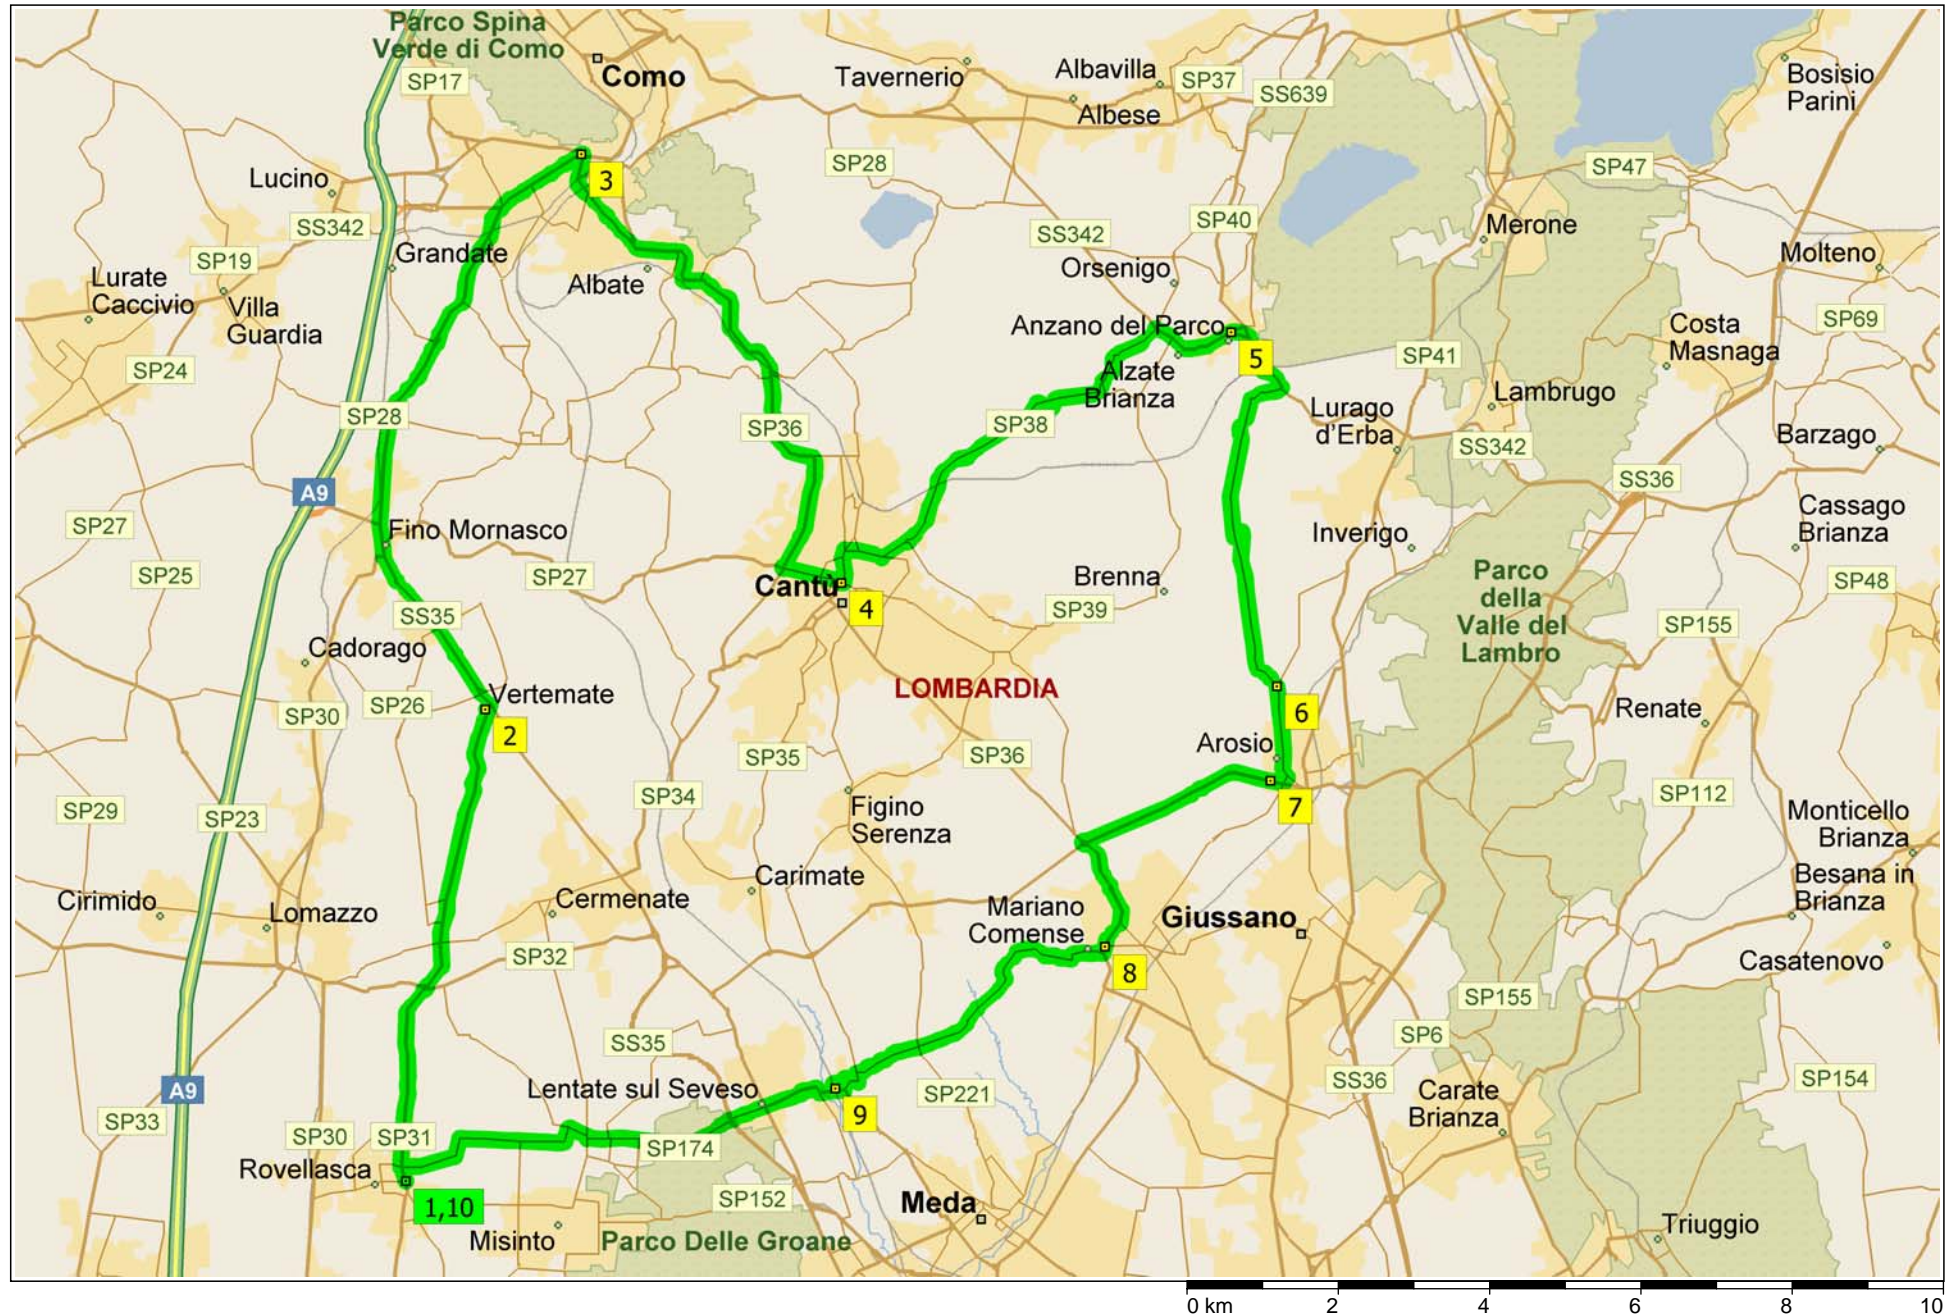 Parco Spina
Verde di Como
SP17
Como
Tavernerio
Albavilla
SP37
SS639
Albese
Bosisio
Parini
SP28
SP47
Lucino
3
SS342
SP19
Grandate
Albate
SS342
SP40
Orsenigo
Merone
Molteno
Lurate
Caccivio
Villa
Guardia
Anzano del Parco
5
Alzate
Brianza
SP41
Costa
Masnaga
SP69
SP24
SP28
SP36
SP38
Lurago
d'Erba
Lambrugo
SS342
Barzago
SS36
A9
Fino Mornasco
SP27
SP25
SP27
Cantù
4
Brenna
SP39
Inverigo
Cassago
Brianza
SP48
Parco
della
Valle del
Lambro
SS35
SP155
Cadorago
Vertemate
SP26
SP30
2
LOMBARDIA
6
Renate
Arosio
SP35
SP36
SP34
7
SP112
SP29
SP23
Figino
Serenza
Monticello
Brianza
Carimate
Besana in
Brianza
Cirimido
Lomazzo
Cermenate
Mariano
Comense
Giussano
Casatenovo
SP32
8
SP155
SS35
SP6
A9
Lentate sul Seveso
SP221
SS36
SP154
SP33
9
Carate
Brianza
SP30
SP31
SP174
Rovellasca
1,10
SP152
Meda
Misinto
Parco Delle Groane
Triuggio
0 km
2
4
6
8
10